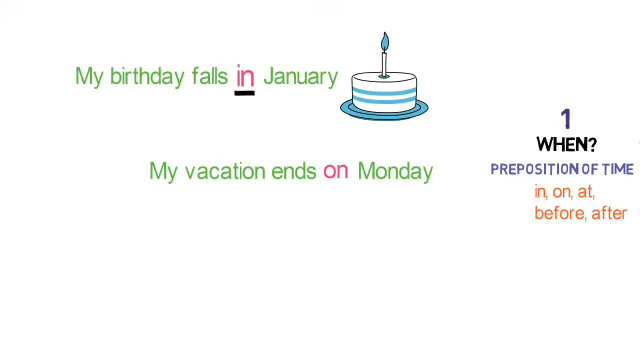 My birthday falls in January
My vacation ends on Monday
1
WHEN?
PREPOSITION OF TIME
in, on, at,
before, after